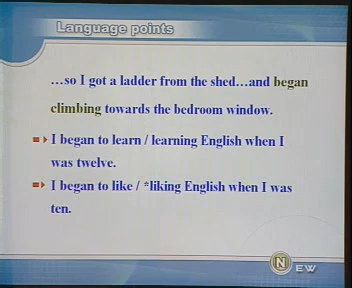 Language points
...so I got a ladder from the shed...and began
climbing towards the bedroom window.
I began to learn / learning English when I
was twelve.
I began to like / *liking English when I was
ten.
NEW